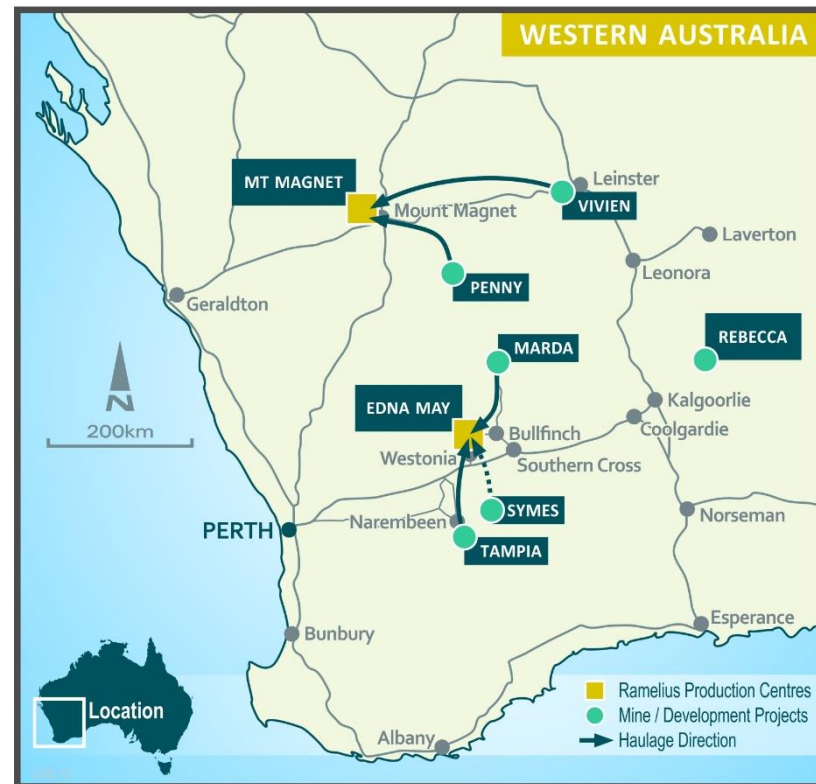 WESTERN AUSTRALIA
MT MAGNET
Mount Magnet
Leinster
VIVIEN
Laverton
Leonora
PENNY
Geraldton
REBECCA
MARDA
N
200km
EDNA MAY
Kalgoorlie
Coolgardie
Bullfinch
Westonia
Southern Cross
SYMES
Narembeen
Norseman
PERTH
TAMPIA
Esperance
Bunbury
Albany
Location
Ramelius Production Centres
Mine / Development Projects
Haulage Direction